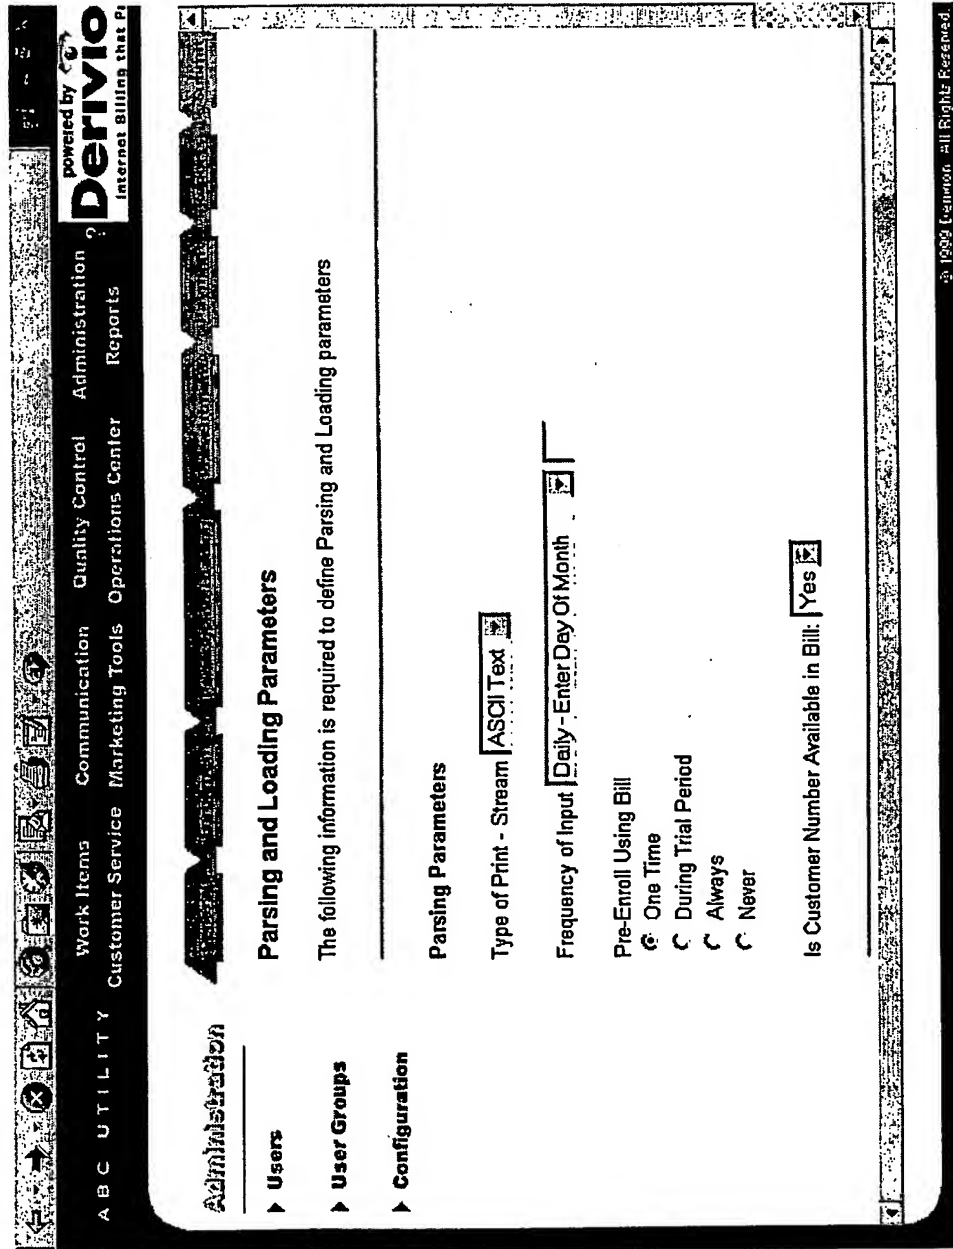 powered by
Derivio
Internet Billing that
ABC UTILITY
Work Items Communication Quality Control Administration ?
Customer Service Marketing Tools Operations Center Reports
Administration
Users
User Groups
Configuration
Parsing and Loading Parameters
The following information is required to define Parsing and Loading parameters
Parsing Parameters
Type of Print - Stream ASCII Text
Frequency of Input Daily - Enter Day Of Month
Pre-Enroll Using Bill
One Time
During Trial Period
Always
Never
Is Customer Number Available in Bill: Yes
© 1999 All Rights Reserved.